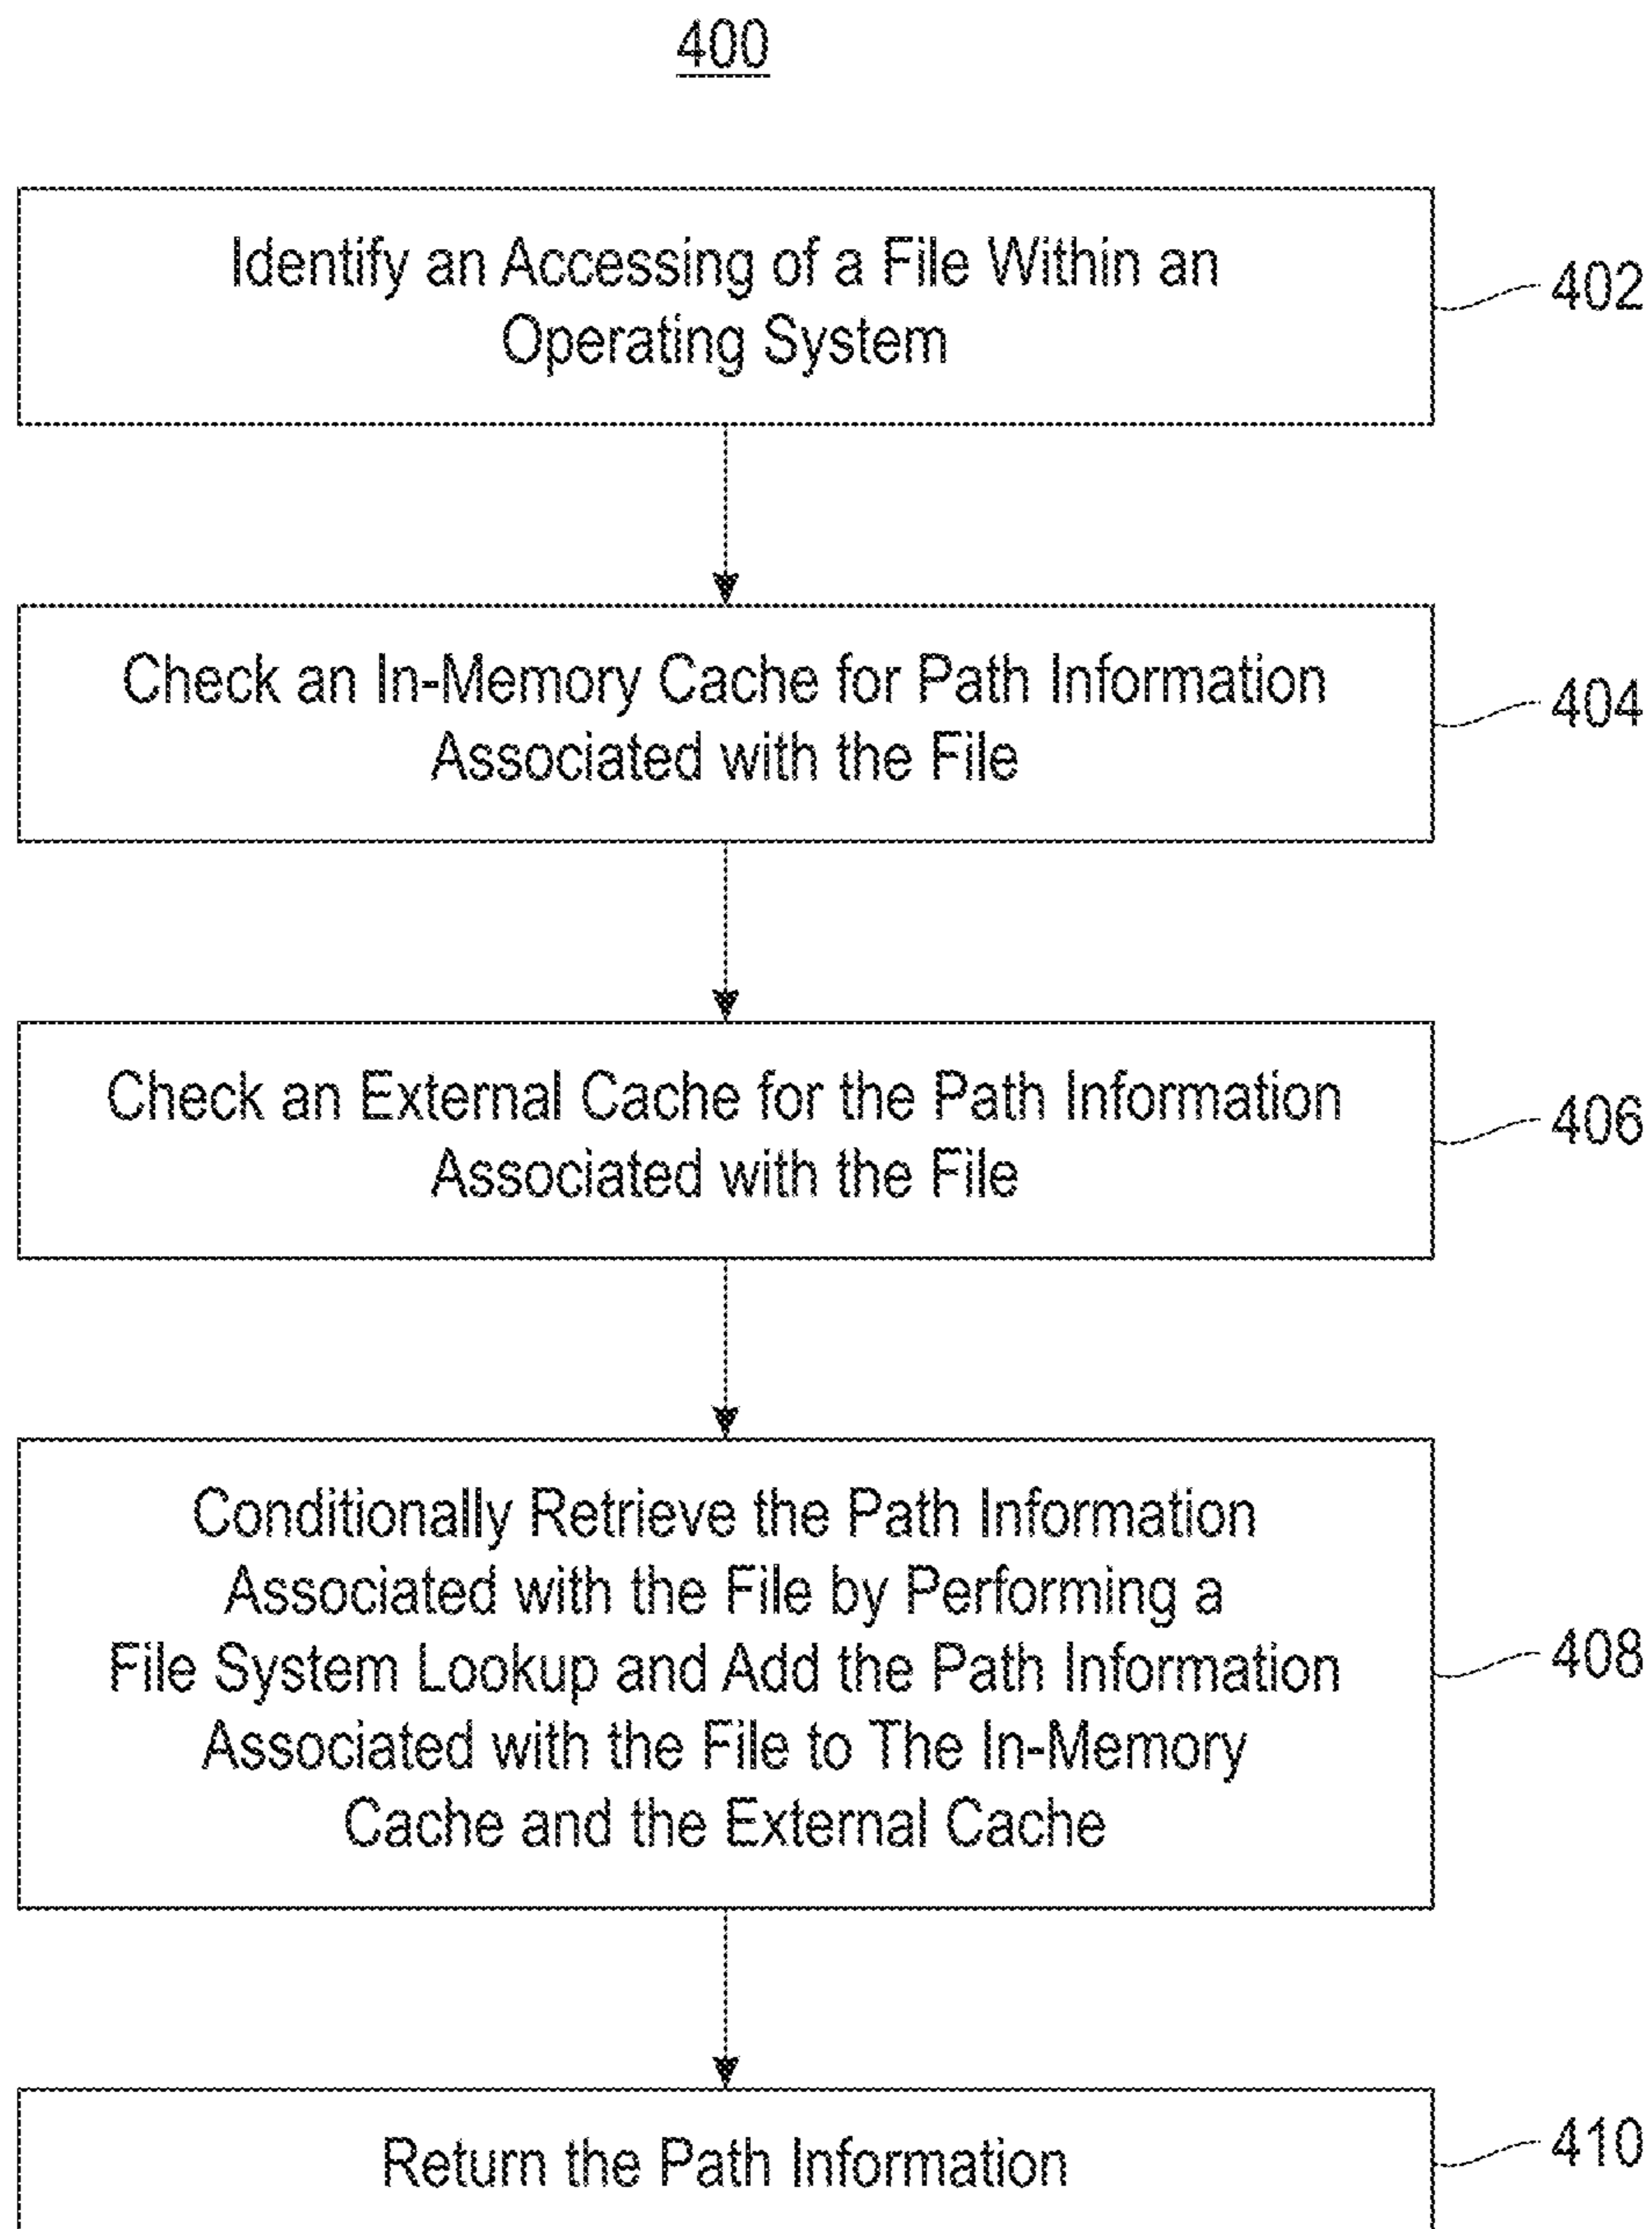 400
Identify an Accessing of a File Within an
Operating System
402
Check an In-Memory Cache for Path Information
Associated with the File
404
Check an External Cache for the Path Information
Associated with the File
406
Conditionally Retrieve the Path Information
Associated with the File by Performing a
File System Lookup and Add the Path Information
Associated with the File to The In-Memory
Cache and the External Cache
408
Return the Path Information
410